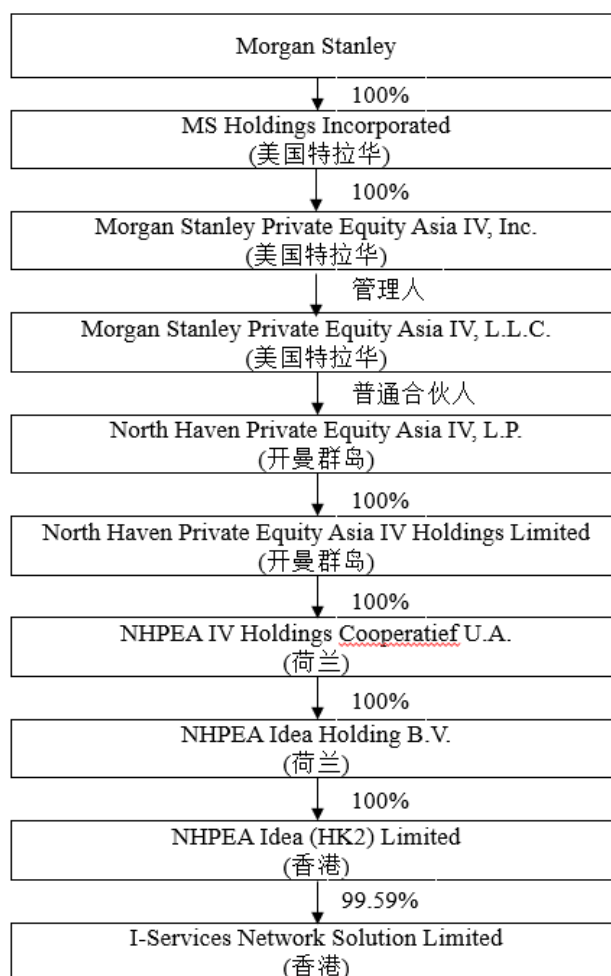 Morgan Stanley
100%
MS Holdings Incorporated
(美国特拉华)
100%
Morgan Stanley Private Equity Asia IV, Inc.
(美国特拉华)
管理人
Morgan Stanley Private Equity Asia IV, L.L.C.
(美国特拉华)
普通合伙人
North Haven Private Equity Asia IV, L.P.
(开曼群岛)
100%
North Haven Private Equity Asia IV Holdings Limited
(开曼群岛)
100%
NHPEA IV Holdings Cooperatief U.A.
(荷兰)
100%
NHPEA Idea Holding B.V.
(荷兰)
100%
NHPEA Idea (HK2) Limited
(香港)
99.59%
I-Services Network Solution Limited
(香港)